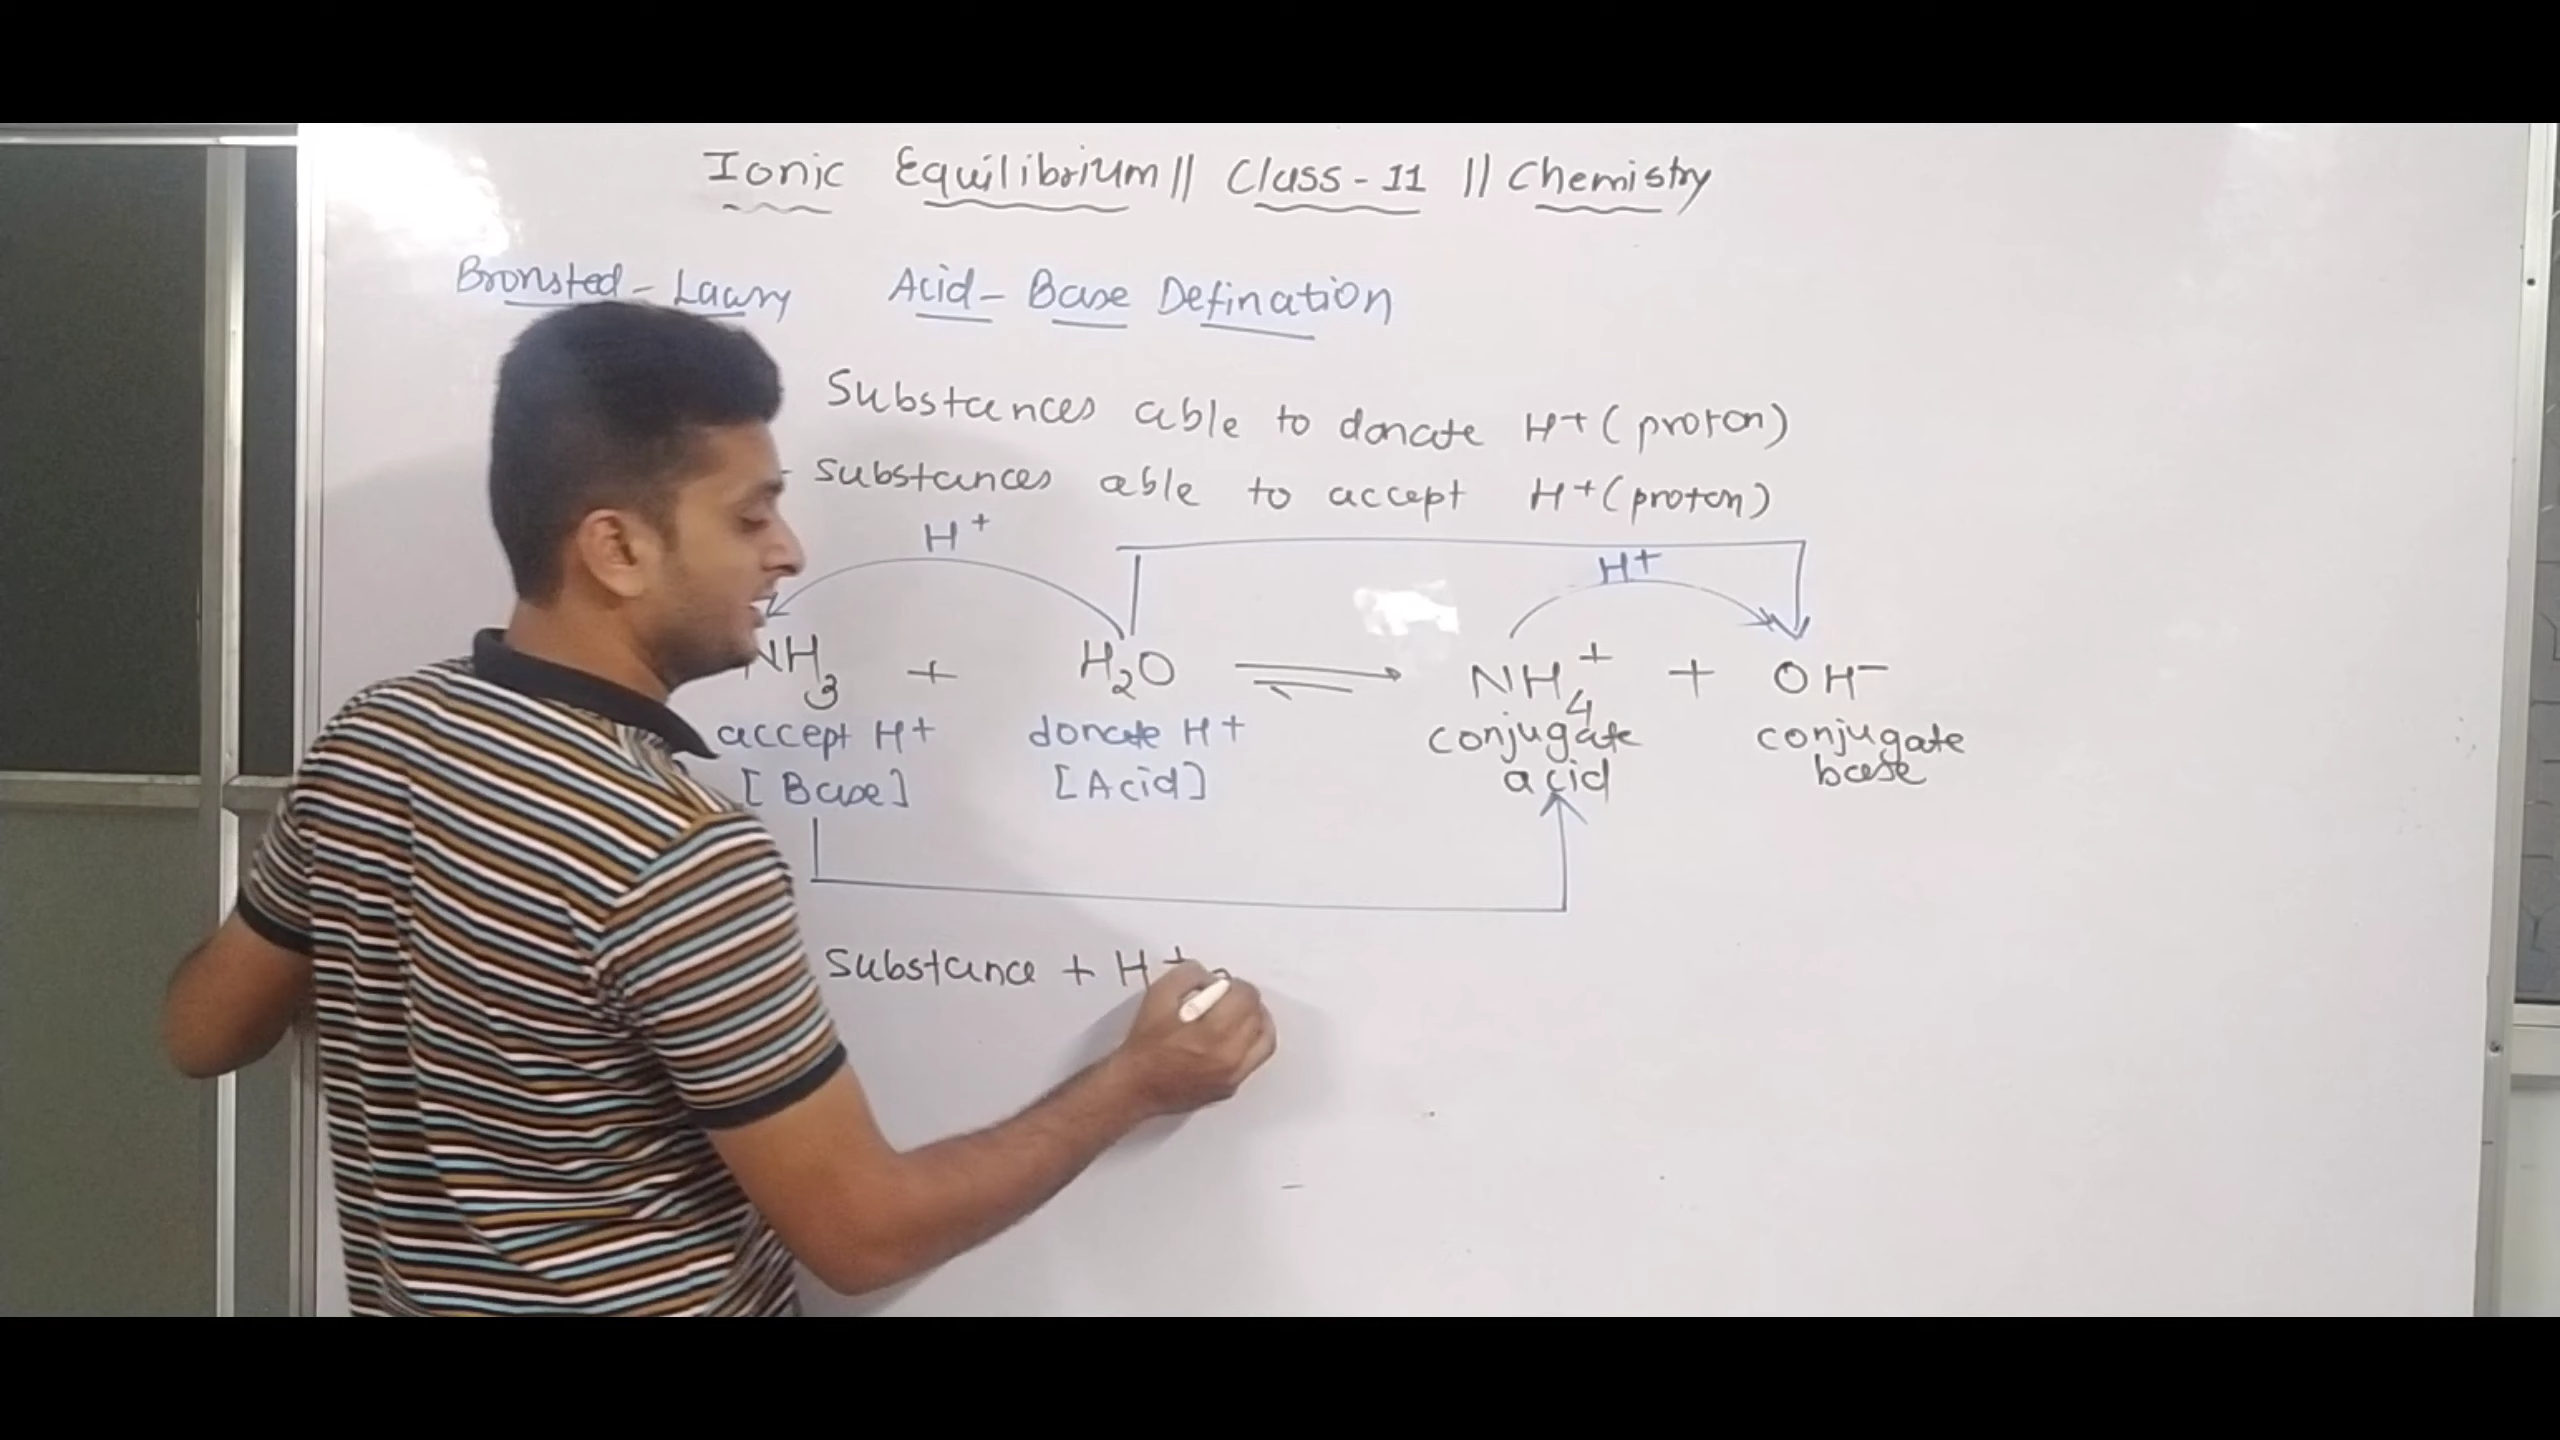 Ionic Equilibrium || Class - 11 || Chemistry
Bronsted - Lawry Acid - Base Defination
Substances able to donate H+ (proton)
- substances able to accept H+ (proton)
H+ H+
NH3 + H2O ⇌ NH4+ + OH-
accept H+ donate H+ conjugate conjugate
[Base] [Acid] acid base
Substance + H+